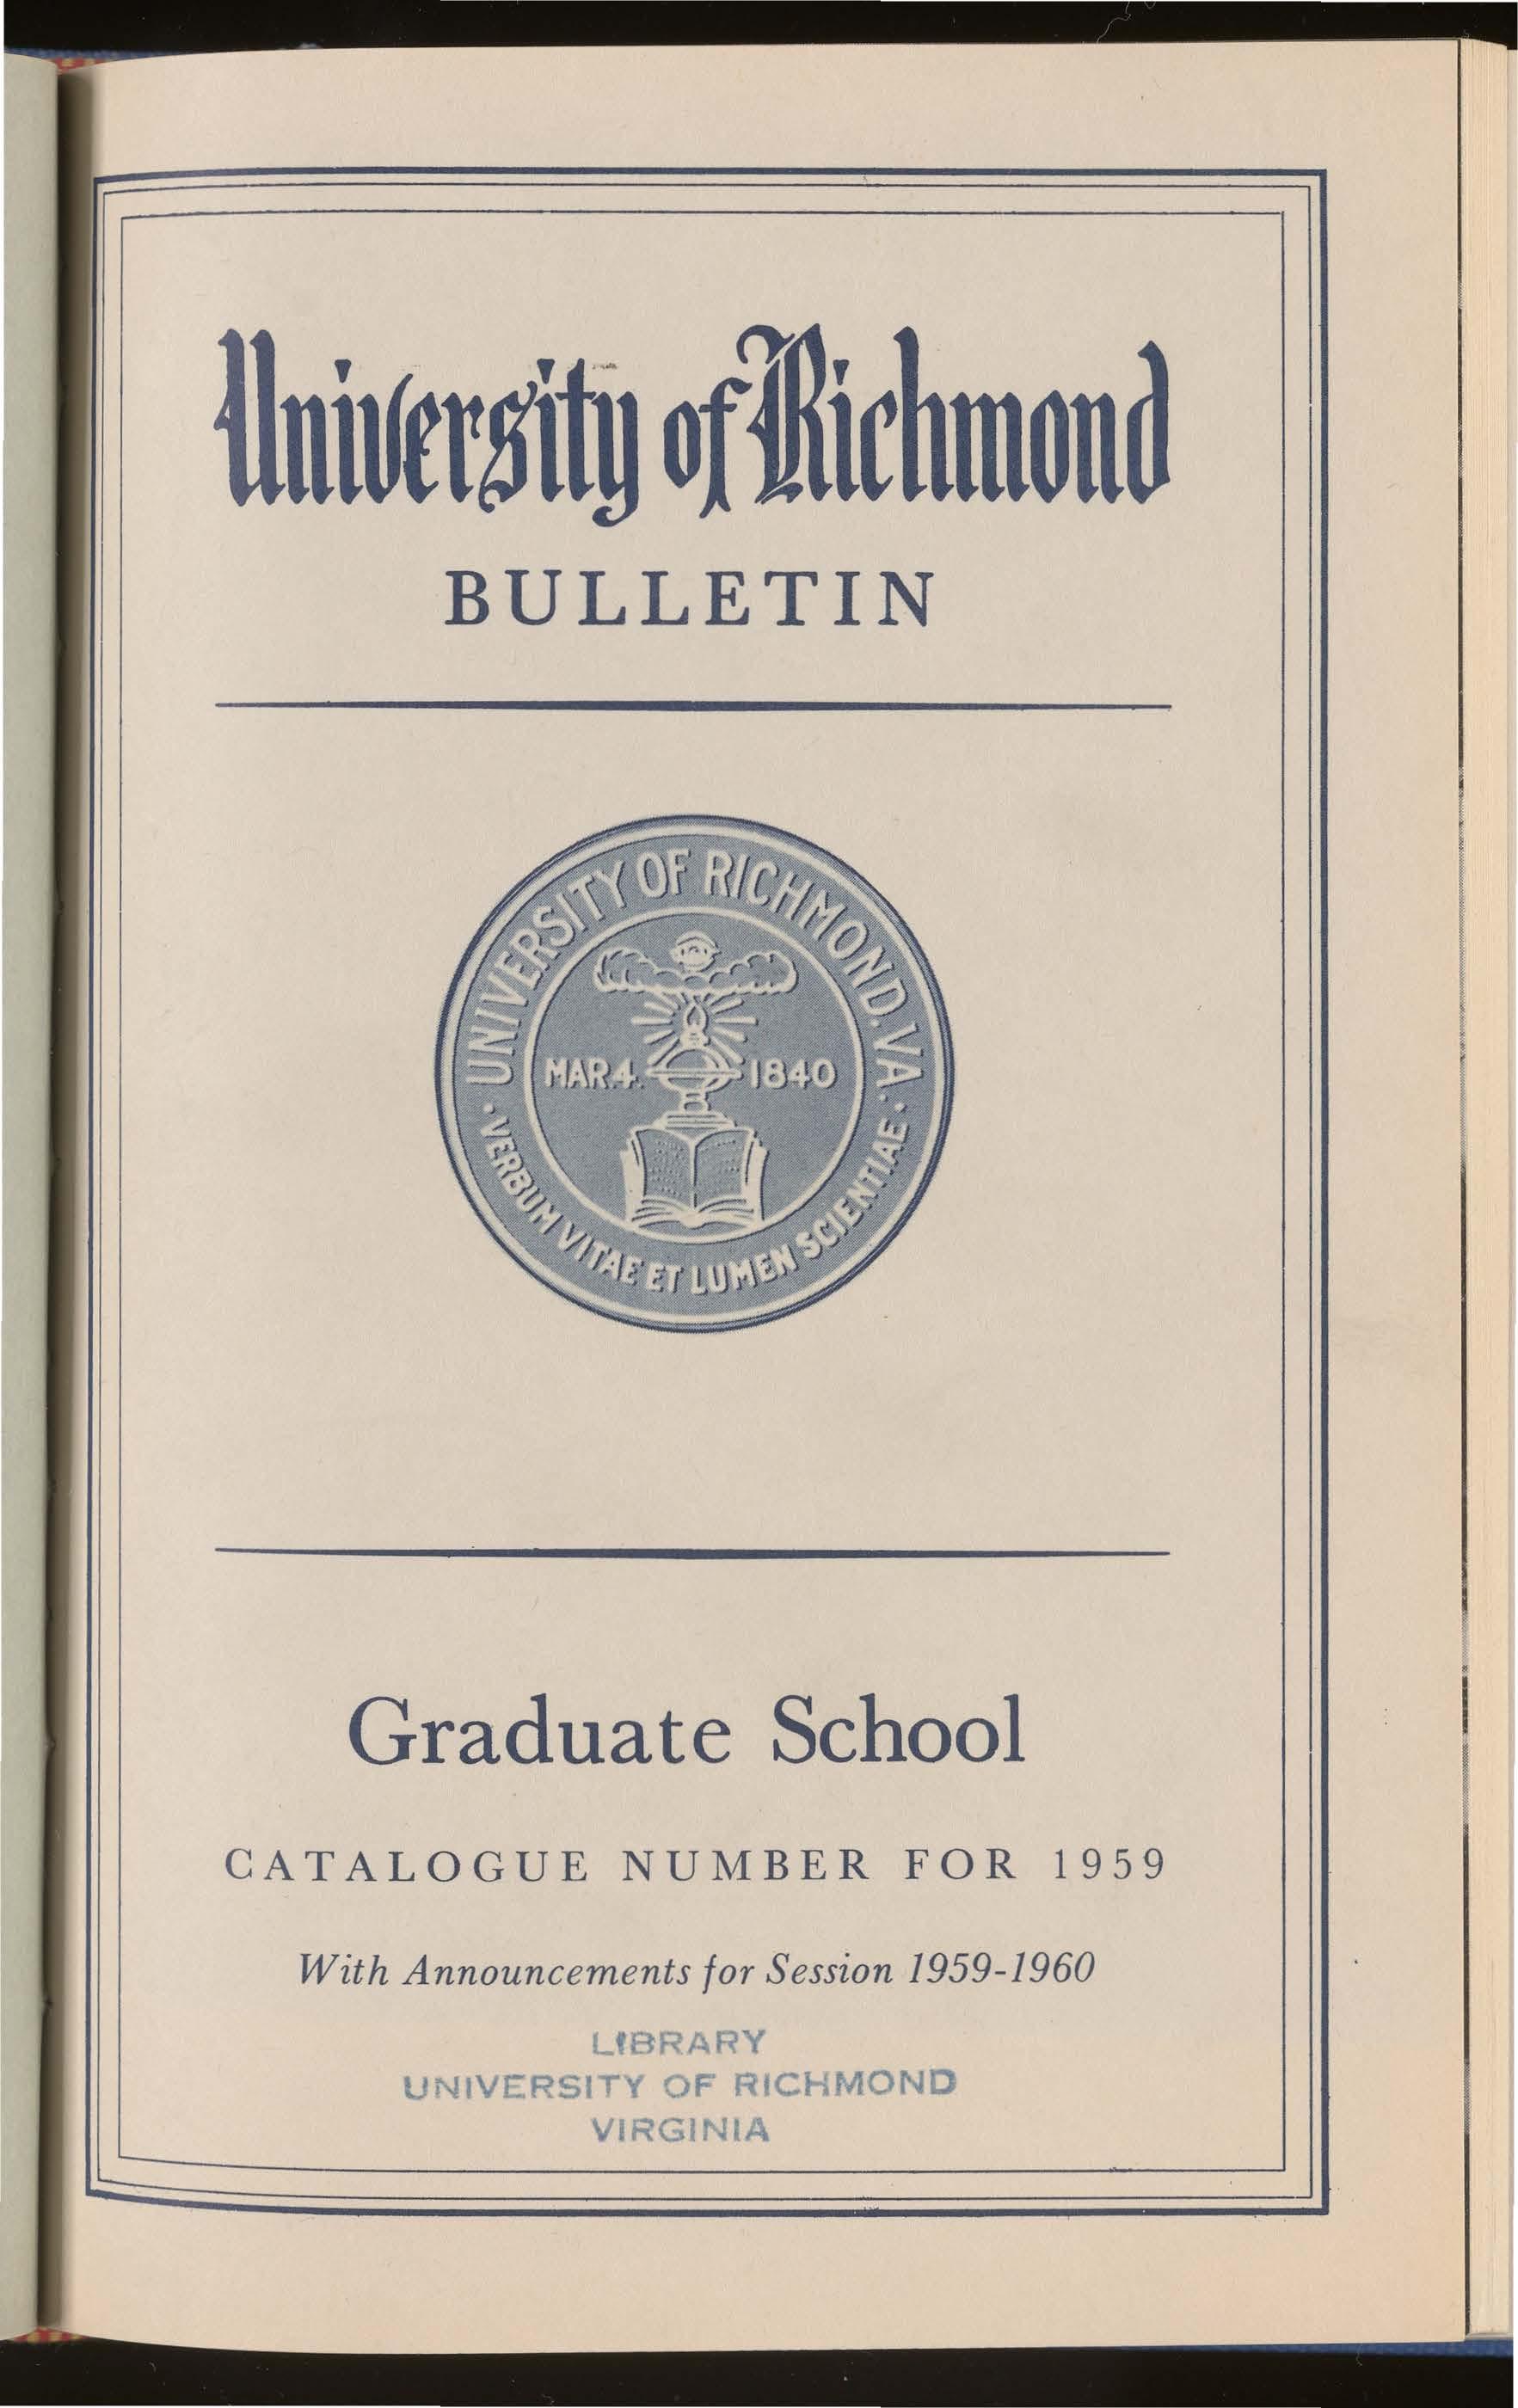 University of Richmond
BULLETIN
UNIVERSITY OF RICHMOND. VA.
MAR. 4. 1840
· VERBUM VITAE ET LUMEN SCIENTIAE ·
Graduate School
CATALOGUE NUMBER FOR 1959
With Announcements for Session 1959-1960
LIBRARY
UNIVERSITY OF RICHMOND
VIRGINIA